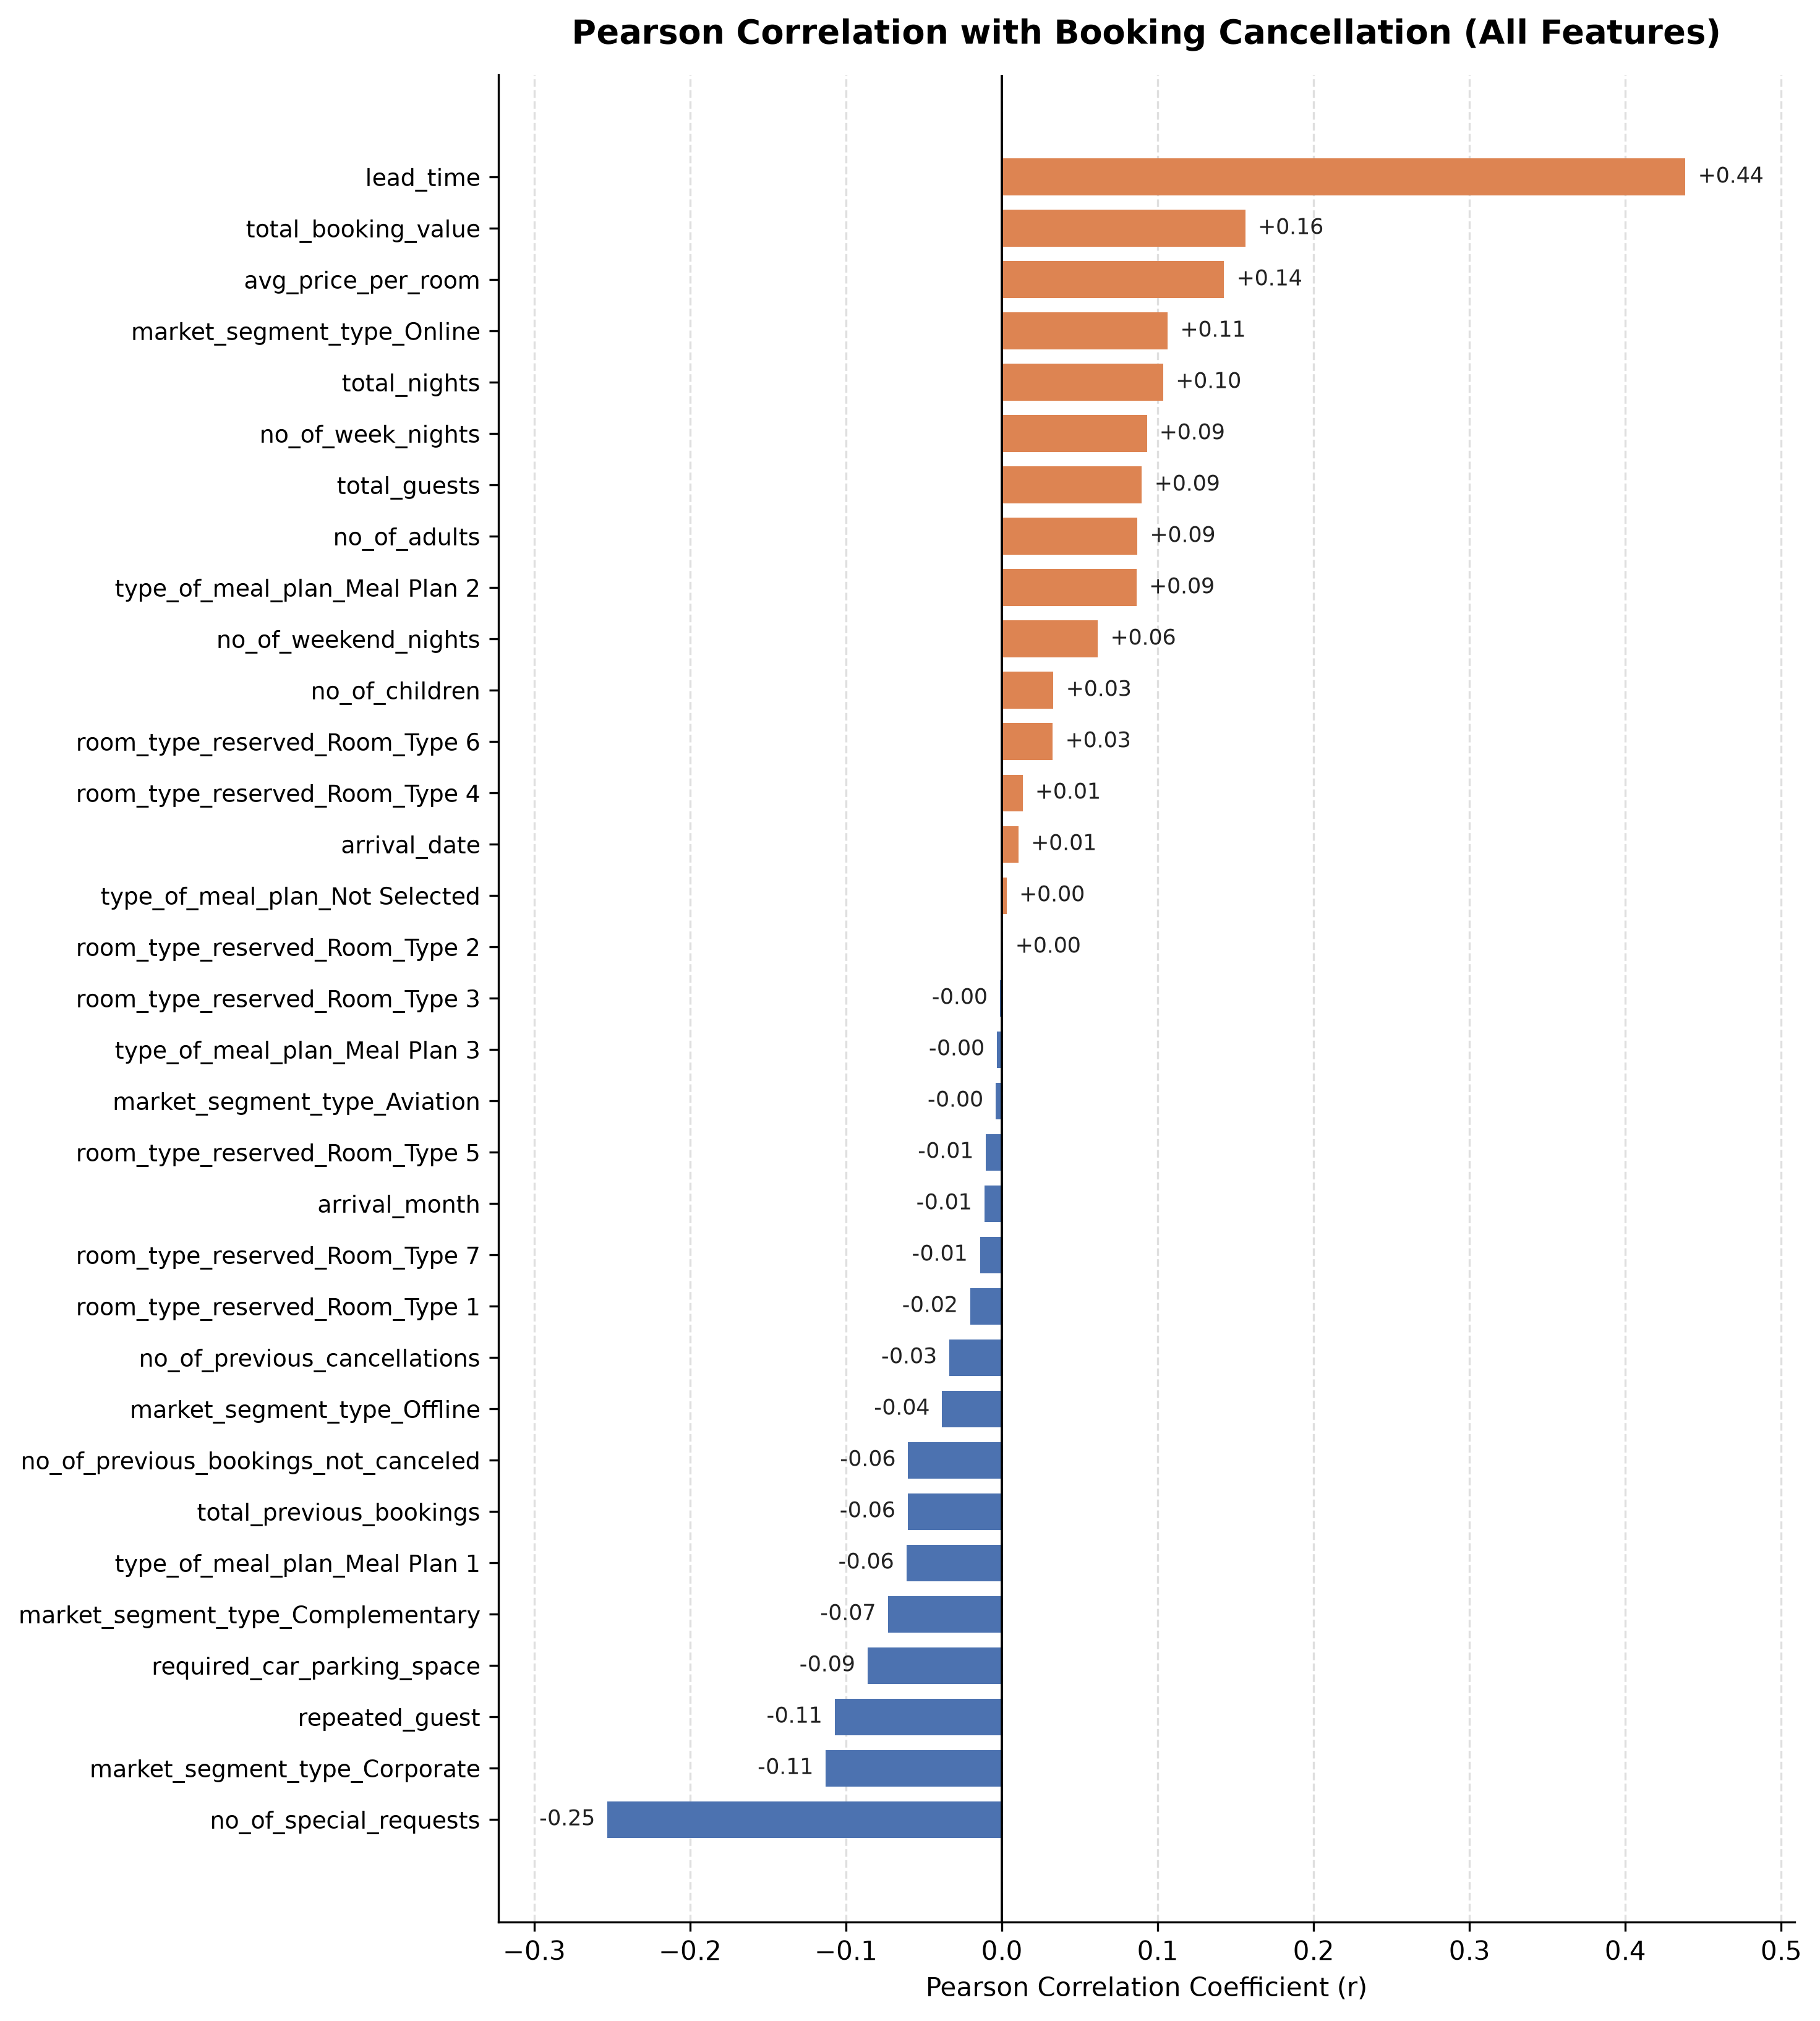 Pearson Correlation with Booking Cancellation (All Features)
lead_time +0.44
total_booking_value +0.16
avg_price_per_room +0.14
market_segment_type_Online +0.11
total_nights +0.10
no_of_week_nights +0.09
total_guests +0.09
no_of_adults +0.09
type_of_meal_plan_Meal Plan 2 +0.09
no_of_weekend_nights +0.06
no_of_children +0.03
room_type_reserved_Room_Type 6 +0.03
room_type_reserved_Room_Type 4 +0.01
arrival_date +0.01
type_of_meal_plan_Not Selected +0.00
room_type_reserved_Room_Type 2 +0.00
room_type_reserved_Room_Type 3 -0.00
type_of_meal_plan_Meal Plan 3 -0.00
market_segment_type_Aviation -0.00
room_type_reserved_Room_Type 5 -0.01
arrival_month -0.01
room_type_reserved_Room_Type 7 -0.01
room_type_reserved_Room_Type 1 -0.02
no_of_previous_cancellations -0.03
market_segment_type_Offline -0.04
no_of_previous_bookings_not_canceled -0.06
total_previous_bookings -0.06
type_of_meal_plan_Meal Plan 1 -0.06
market_segment_type_Complementary -0.07
required_car_parking_space -0.09
repeated_guest -0.11
market_segment_type_Corporate -0.11
no_of_special_requests -0.25
−0.3 −0.2 −0.1 0.0 0.1 0.2 0.3 0.4 0.5
Pearson Correlation Coefficient (r)